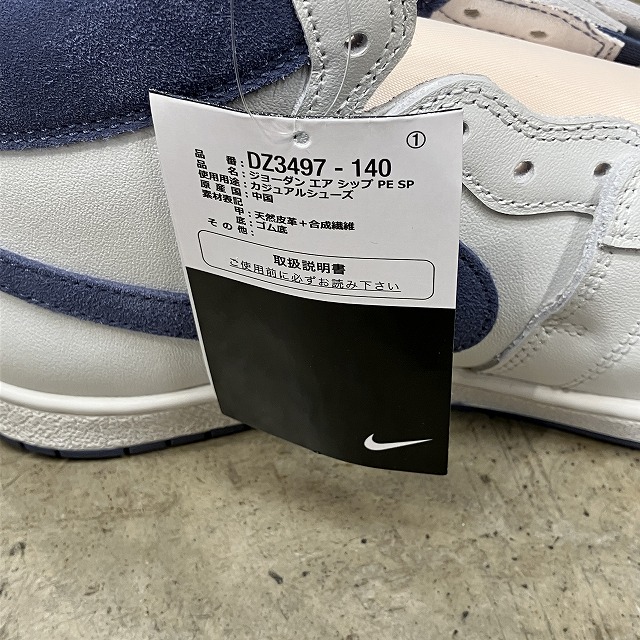 ①
品番：DZ3497 - 140
品名：ジョーダン エア シップ PE SP
使用用途：カジュアルシューズ
原産国：中国
素材表記
甲：天然皮革＋合成繊維
底：ゴム底
その他：
取扱説明書
ご使用前に必ずお読み下さい